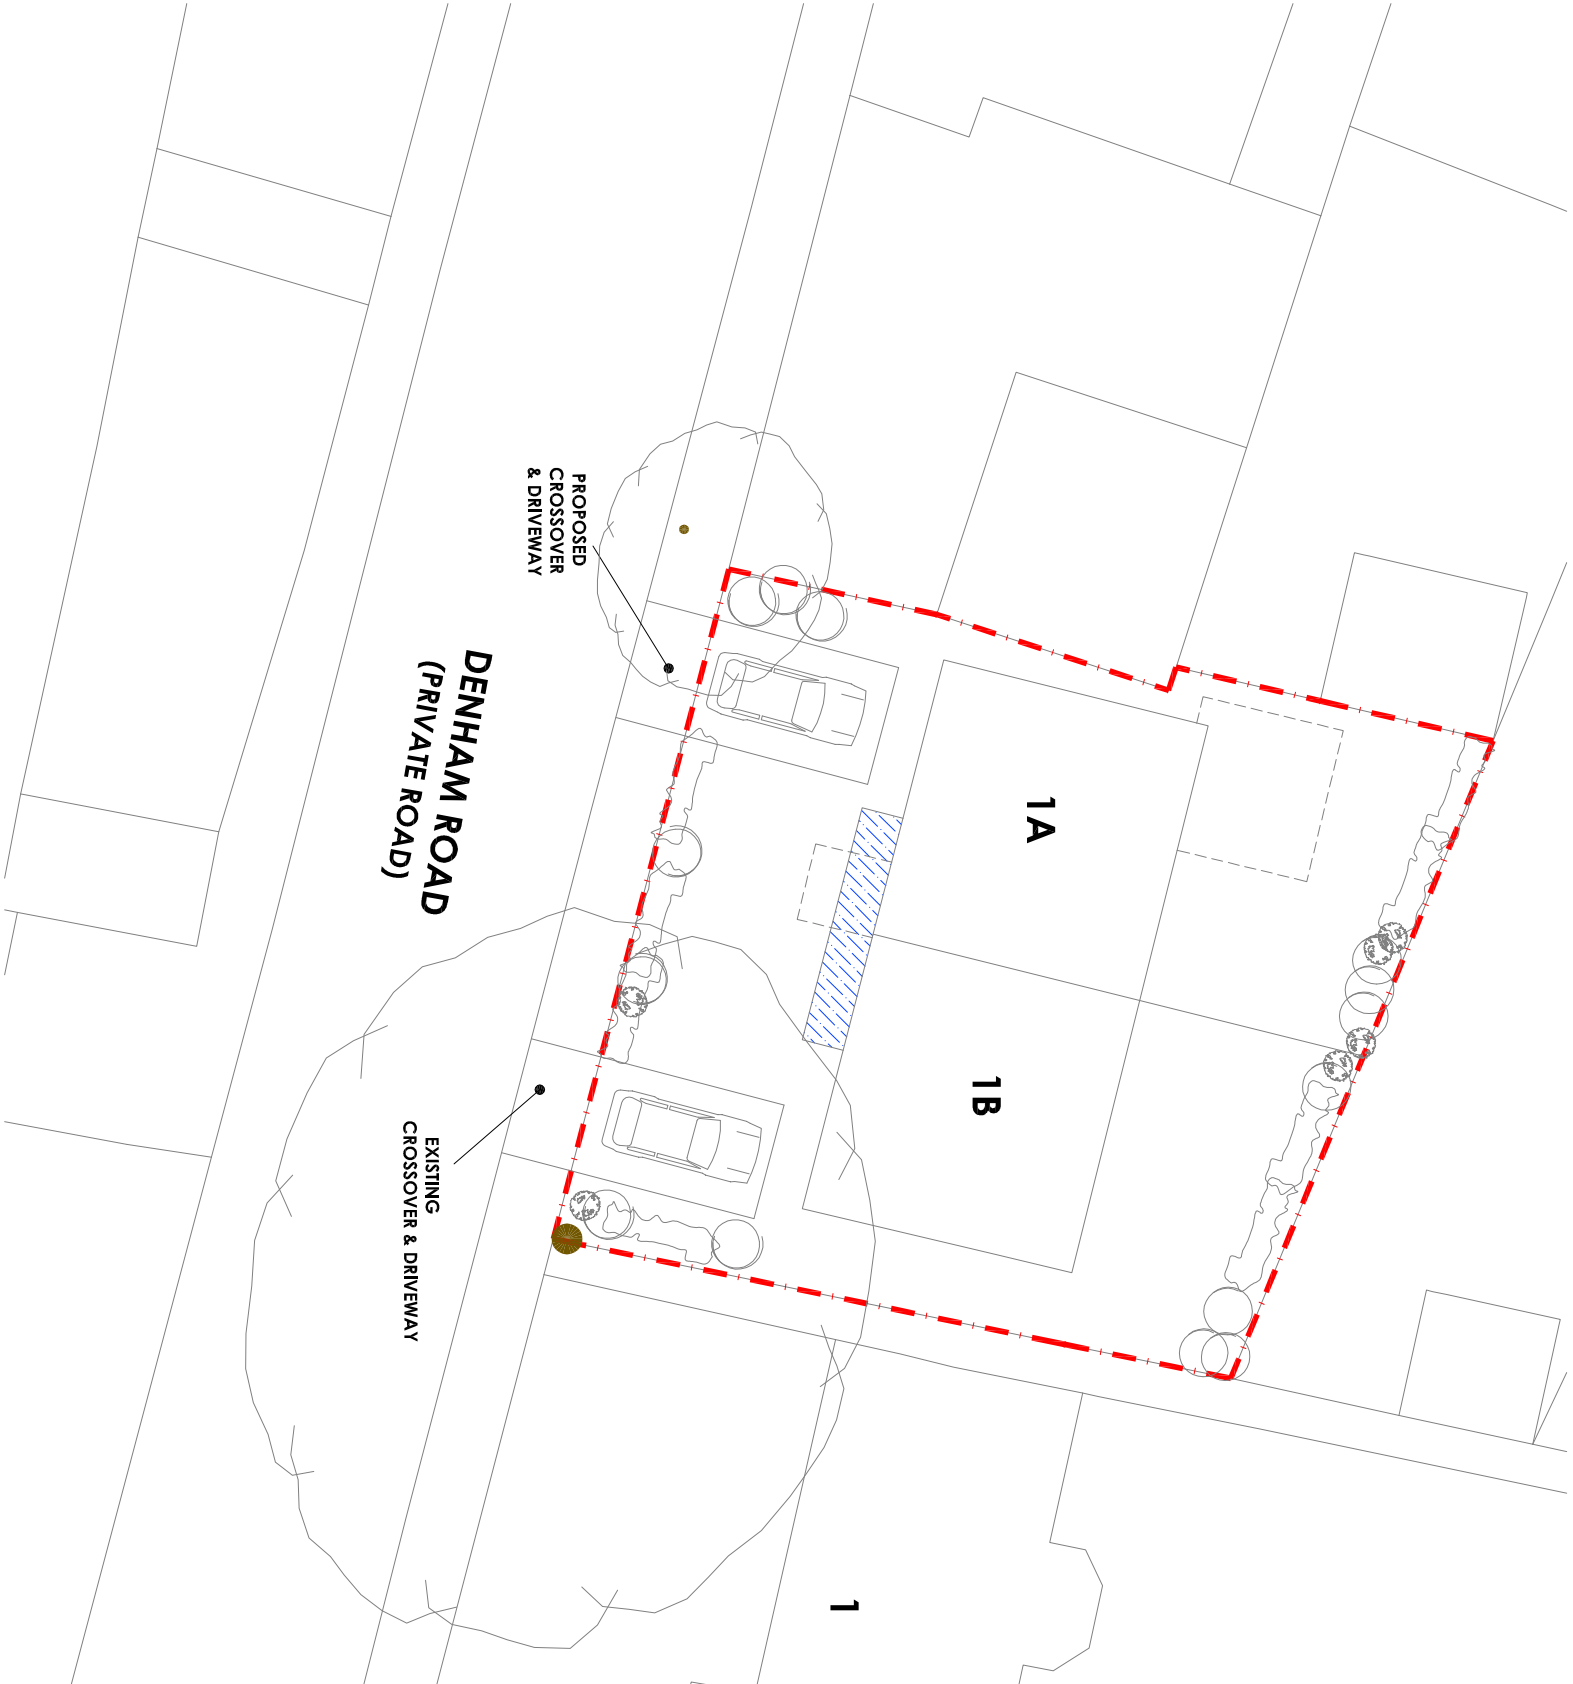 PROPOSED
CROSSOVER
& DRIVEWAY
DENHAM ROAD
(PRIVATE ROAD)
1A
1B
EXISTING
CROSSOVER & DRIVEWAY
1